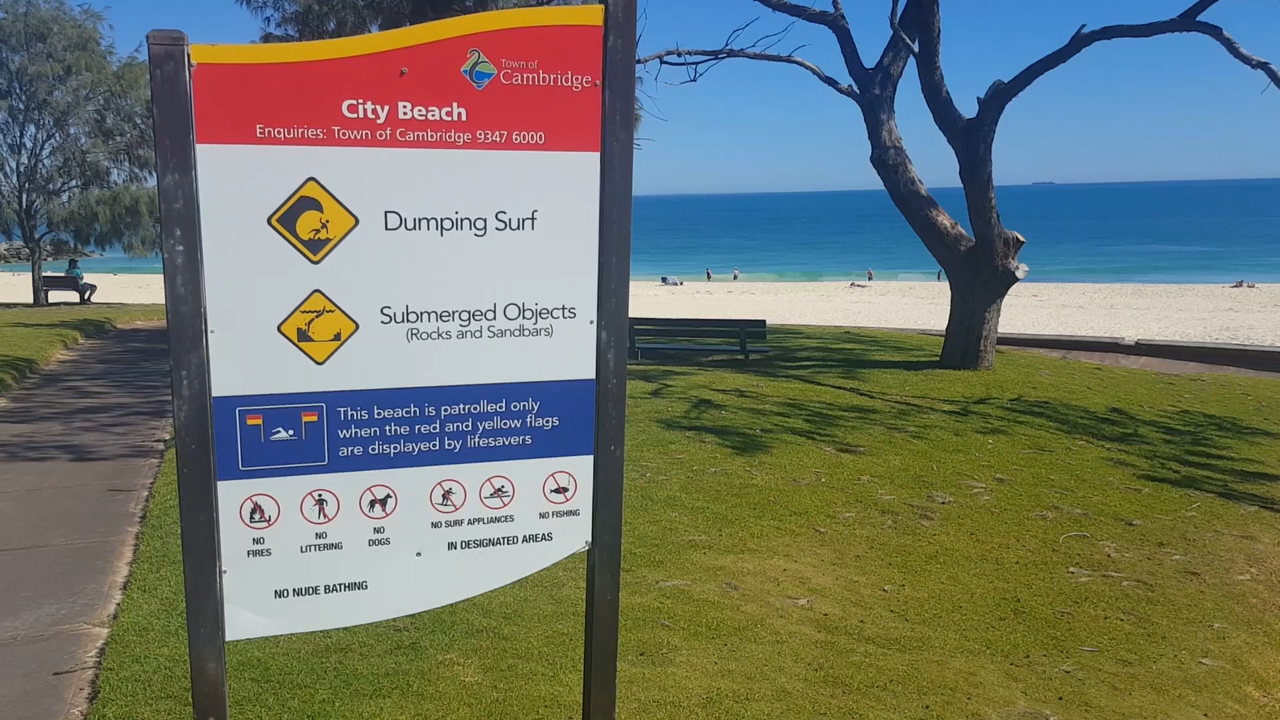 Town of
Cambridge
City Beach
Enquiries: Town of Cambridge 9347 6000
Dumping Surf
Submerged Objects
(Rocks and Sandbars)
This beach is patrolled only
when the red and yellow flags
are displayed by lifesavers
NO
FIRES
NO
LITTERING
NO
DOGS
NO SURF APPLIANCES
NO FISHING
IN DESIGNATED AREAS
NO NUDE BATHING